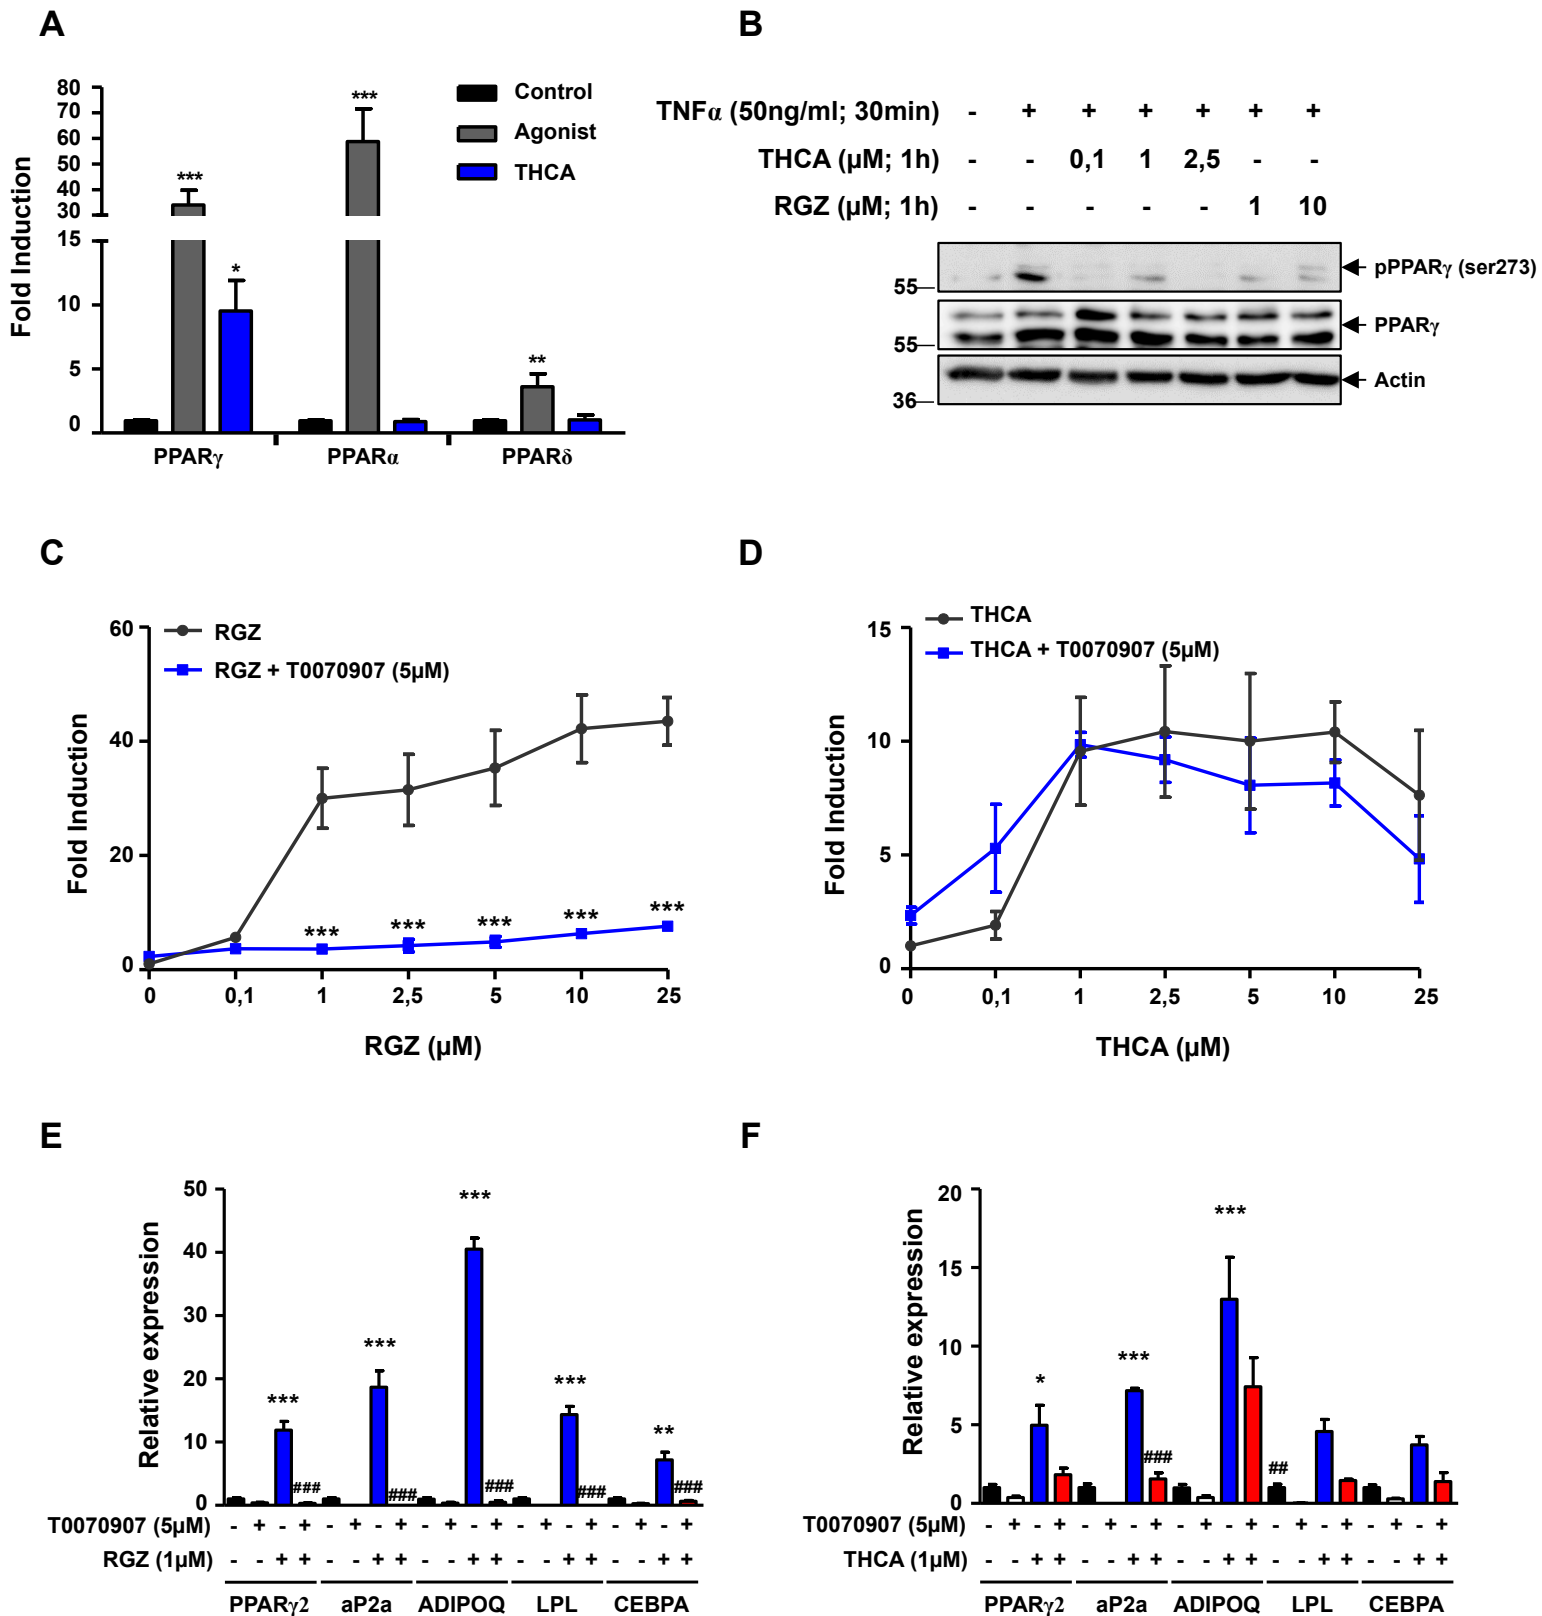 A
80
70
60
50
40
30
15
10
5
0
Fold Induction
***
*
***
**
Control
Agonist
THCA
PPARγ
PPARα
PPARδ
B
TNFα (50ng/ml; 30min) - + + + + + +
THCA (µM; 1h) - - 0,1 1 2,5 - -
RGZ (µM; 1h) - - - - - 1 10
55
pPPARγ (ser273)
55
PPARγ
36
Actin
C
60
40
20
0
Fold Induction
RGZ
RGZ + T0070907 (5µM)
*** *** *** *** ***
0 0,1 1 2,5 5 10 25
RGZ (µM)
D
15
10
5
0
Fold Induction
THCA
THCA + T0070907 (5µM)
0 0,1 1 2,5 5 10 25
THCA (µM)
E
50
40
30
20
10
0
Relative expression
*** *** *** *** **
### ### ### ### ###
T0070907 (5µM) - + - + - + - + - + - + - + - + - + - +
RGZ (1µM) - - + + - - + + - - + + - - + + - - + +
PPARγ2 aP2a ADIPOQ LPL CEBPA
F
20
15
10
5
0
Relative expression
* *** ***
### ##
T0070907 (5µM) - + - + - + - + - + - + - + - + - + - +
THCA (1µM) - - + + - - + + - - + + - - + + - - + +
PPARγ2 aP2a ADIPOQ LPL CEBPA